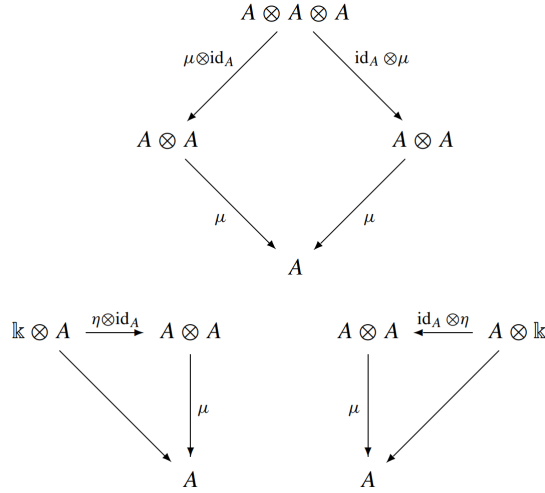 A ⊗ A ⊗ A
μ⊗id_A id_A ⊗μ
A ⊗ A A ⊗ A
μ μ
A
𝕜 ⊗ A η⊗id_A A ⊗ A A ⊗ A id_A ⊗η A ⊗ 𝕜
μ μ
A A